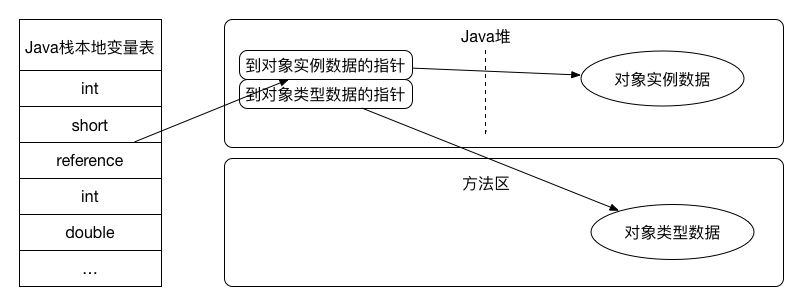 Java栈本地变量表
int
short
reference
int
double
...
Java堆
到对象实例数据的指针
到对象类型数据的指针
对象实例数据
方法区
对象类型数据